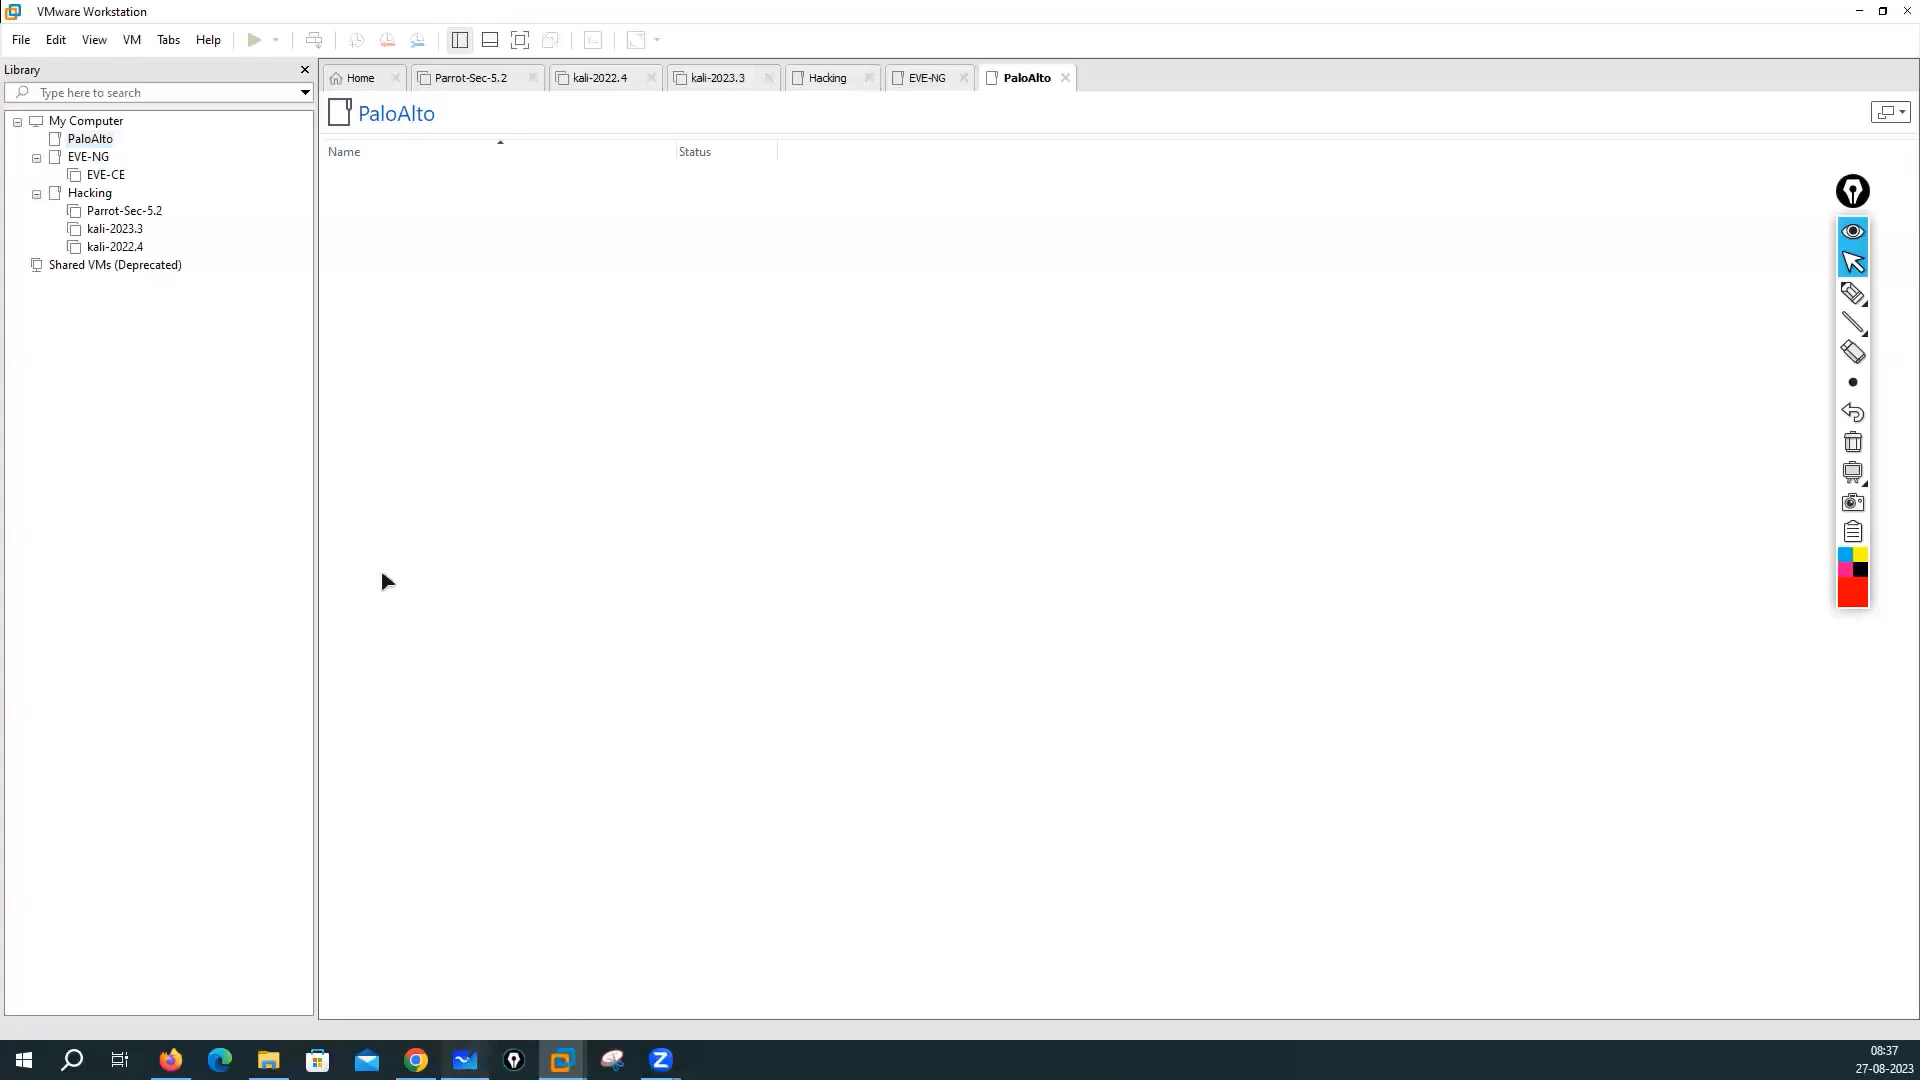 VMware Workstation
File Edit View VM Tabs Help
Library
Type here to search
Home Parrot-Sec-5.2 kali-2022.4 kali-2023.3 Hacking EVE-NG PaloAlto
PaloAlto
Name Status
My Computer
PaloAlto
EVE-NG
EVE-CE
Hacking
Parrot-Sec-5.2
kali-2023.3
kali-2022.4
Shared VMs (Deprecated)
08:37
27-08-2023